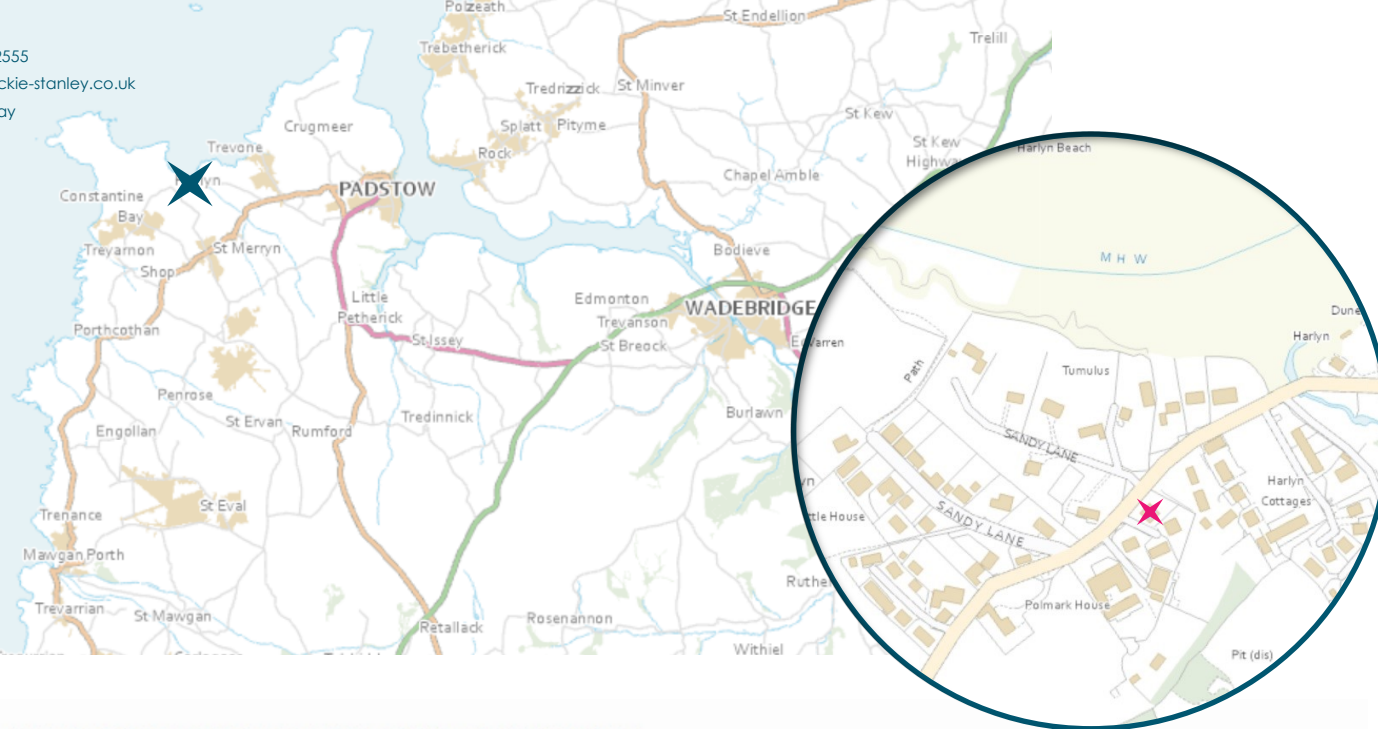 2555
ckie-stanley.co.uk
ay
Polzeath
St Endellion
Trebetherick
Trelill
Tredrizzick
St Minver
Splatt
Pityme
St Kew
Crugmeer
Rock
St Kew
Highway
Trevone
Chapel Amble
Constantine
Bay
PADSTOW
Treyarnon
St Merryn
Bodieve
Shop
Little
Petherick
Edmonton
WADEBRIDGE
Trevanson
Porthcothan
St Issey
St Breock
Penrose
Tredinnick
Burlawn
Engollan
St Ervan
Rumford
St Eval
Trenance
Mawgan Porth
Trevarrian
St Mawgan
Retallack
Rosenannon
Withiel
Harlyn Beach
M H W
Harlyn
Path
Tumulus
SANDY LANE
Harlyn
Cottages
SANDY LANE
ttle House
Polmark House
Pit (dis)